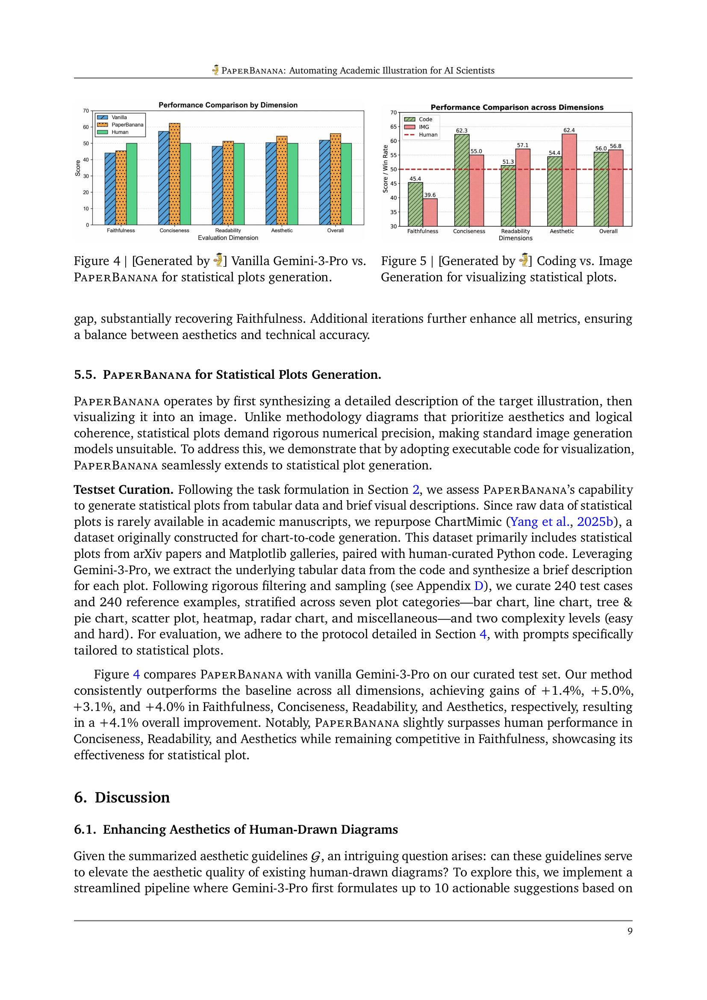 PAPERBANANA: Automating Academic Illustration for AI Scientists
Performance Comparison by Dimension
70
60
50
40
30
20
10
0
Score
Vanilla
PaperBanana
Human
Faithfulness
Conciseness
Readability
Aesthetic
Overall
Evaluation Dimension
Performance Comparison across Dimensions
70
65
60
55
50
45
40
35
30
Score / Win Rate
Code
IMG
Human
45.4
39.6
62.3
55.0
51.3
57.1
54.4
62.4
56.0
56.8
Faithfulness
Conciseness
Readability
Aesthetic
Overall
Dimensions
Figure 4 | [Generated by ] Vanilla Gemini-3-Pro vs.
PAPERBANANA for statistical plots generation.
Figure 5 | [Generated by ] Coding vs. Image
Generation for visualizing statistical plots.
gap, substantially recovering Faithfulness. Additional iterations further enhance all metrics, ensuring
a balance between aesthetics and technical accuracy.
5.5. PAPERBANANA for Statistical Plots Generation.
PAPERBANANA operates by first synthesizing a detailed description of the target illustration, then
visualizing it into an image. Unlike methodology diagrams that prioritize aesthetics and logical
coherence, statistical plots demand rigorous numerical precision, making standard image generation
models unsuitable. To address this, we demonstrate that by adopting executable code for visualization,
PAPERBANANA seamlessly extends to statistical plot generation.
Testset Curation. Following the task formulation in Section 2, we assess PAPERBANANA's capability
to generate statistical plots from tabular data and brief visual descriptions. Since raw data of statistical
plots is rarely available in academic manuscripts, we repurpose ChartMimic (Yang et al., 2025b), a
dataset originally constructed for chart-to-code generation. This dataset primarily includes statistical
plots from arXiv papers and Matplotlib galleries, paired with human-curated Python code. Leveraging
Gemini-3-Pro, we extract the underlying tabular data from the code and synthesize a brief description
for each plot. Following rigorous filtering and sampling (see Appendix D), we curate 240 test cases
and 240 reference examples, stratified across seven plot categories—bar chart, line chart, tree &
pie chart, scatter plot, heatmap, radar chart, and miscellaneous—and two complexity levels (easy
and hard). For evaluation, we adhere to the protocol detailed in Section 4, with prompts specifically
tailored to statistical plots.
Figure 4 compares PAPERBANANA with vanilla Gemini-3-Pro on our curated test set. Our method
consistently outperforms the baseline across all dimensions, achieving gains of +1.4%, +5.0%,
+3.1%, and +4.0% in Faithfulness, Conciseness, Readability, and Aesthetics, respectively, resulting
in a +4.1% overall improvement. Notably, PAPERBANANA slightly surpasses human performance in
Conciseness, Readability, and Aesthetics while remaining competitive in Faithfulness, showcasing its
effectiveness for statistical plot.
6. Discussion
6.1. Enhancing Aesthetics of Human-Drawn Diagrams
Given the summarized aesthetic guidelines 𝒢, an intriguing question arises: can these guidelines serve
to elevate the aesthetic quality of existing human-drawn diagrams? To explore this, we implement a
streamlined pipeline where Gemini-3-Pro first formulates up to 10 actionable suggestions based on
9